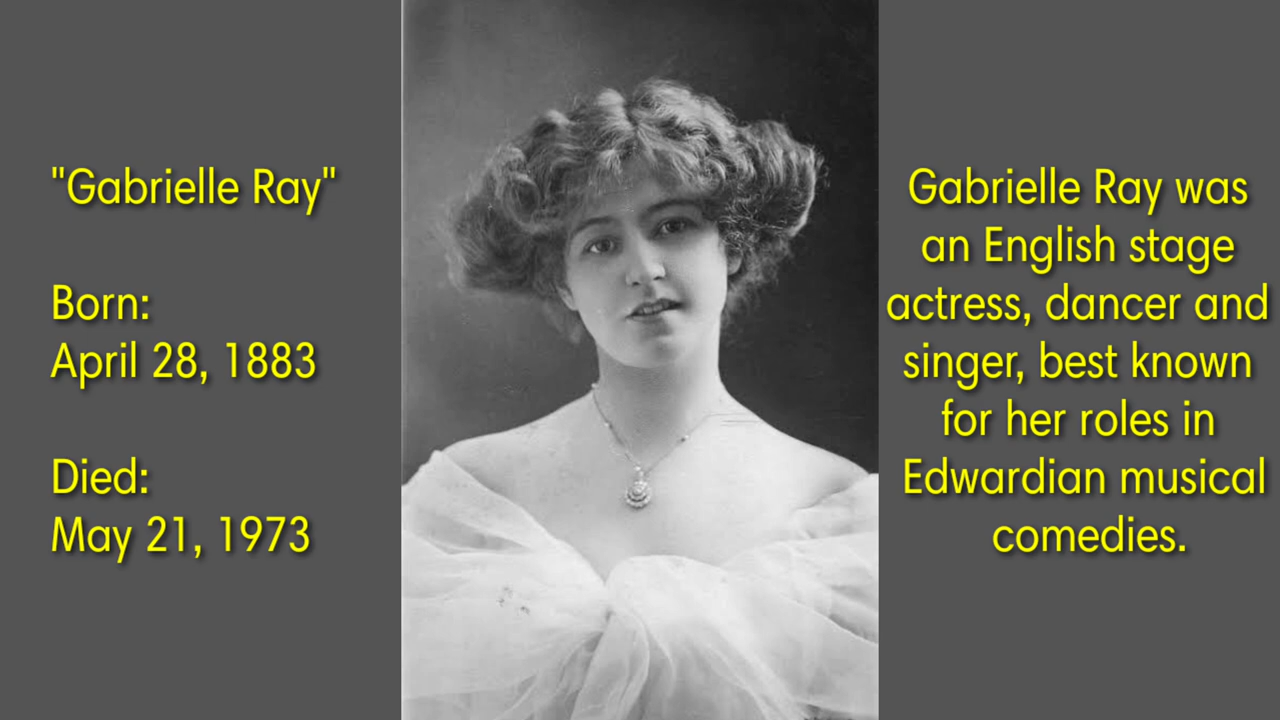 "Gabrielle Ray"
Born:
April 28, 1883
Died:
May 21, 1973
Gabrielle Ray was
an English stage
actress, dancer and
singer, best known
for her roles in
Edwardian musical
comedies.